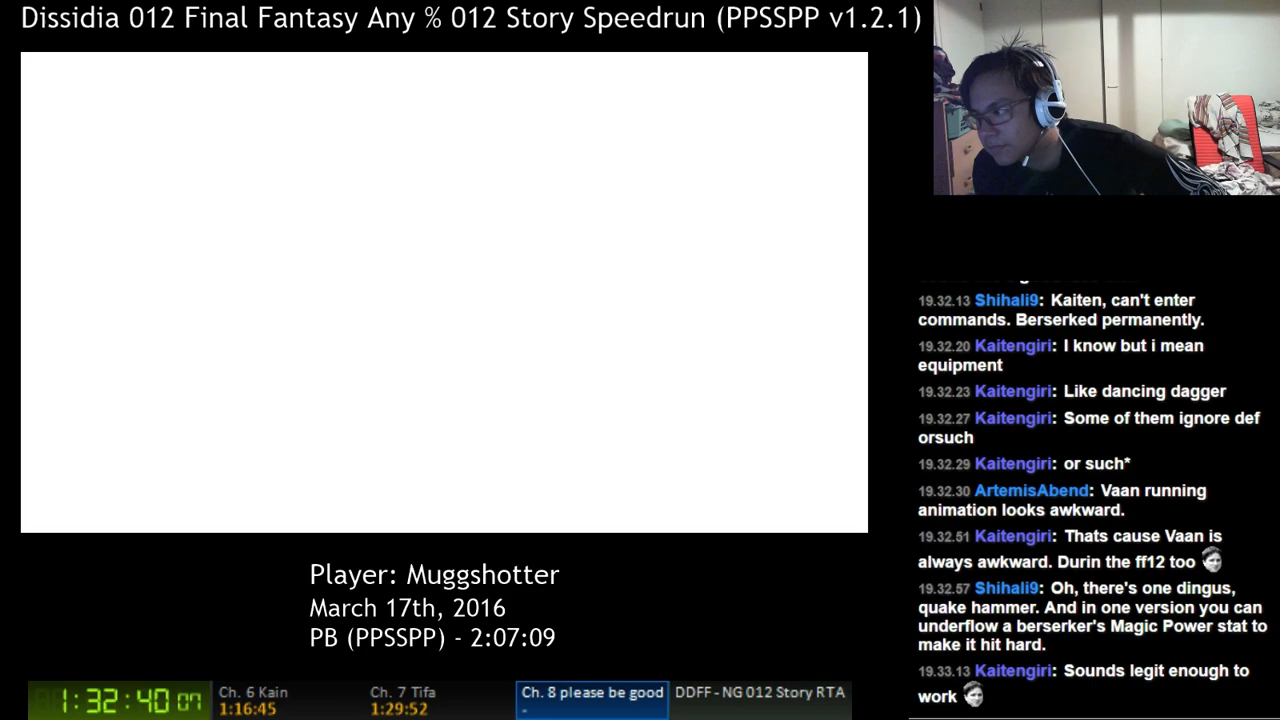 Dissidia 012 Final Fantasy Any % 012 Story Speedrun (PPSSPP v1.2.1)
19.32.13 Shihali9: Kaiten, can't enter
commands. Berserked permanently.
19.32.20 Kaitengiri: I know but i mean
equipment
19.32.23 Kaitengiri: Like dancing dagger
19.32.27 Kaitengiri: Some of them ignore def
orsuch
19.32.29 Kaitengiri: or such*
19.32.30 ArtemisAbend: Vaan running
animation looks awkward.
19.32.51 Kaitengiri: Thats cause Vaan is
always awkward. Durin the ff12 too
19.32.57 Shihali9: Oh, there's one dingus,
quake hammer. And in one version you can
underflow a berserker's Magic Power stat to
make it hit hard.
19.33.13 Kaitengiri: Sounds legit enough to
work
Player: Muggshotter
March 17th, 2016
PB (PPSSPP) - 2:07:09
1:32:40 07
Ch. 6 Kain
1:16:45
Ch. 7 Tifa
1:29:52
Ch. 8 please be good
-
DDFF - NG 012 Story RTA